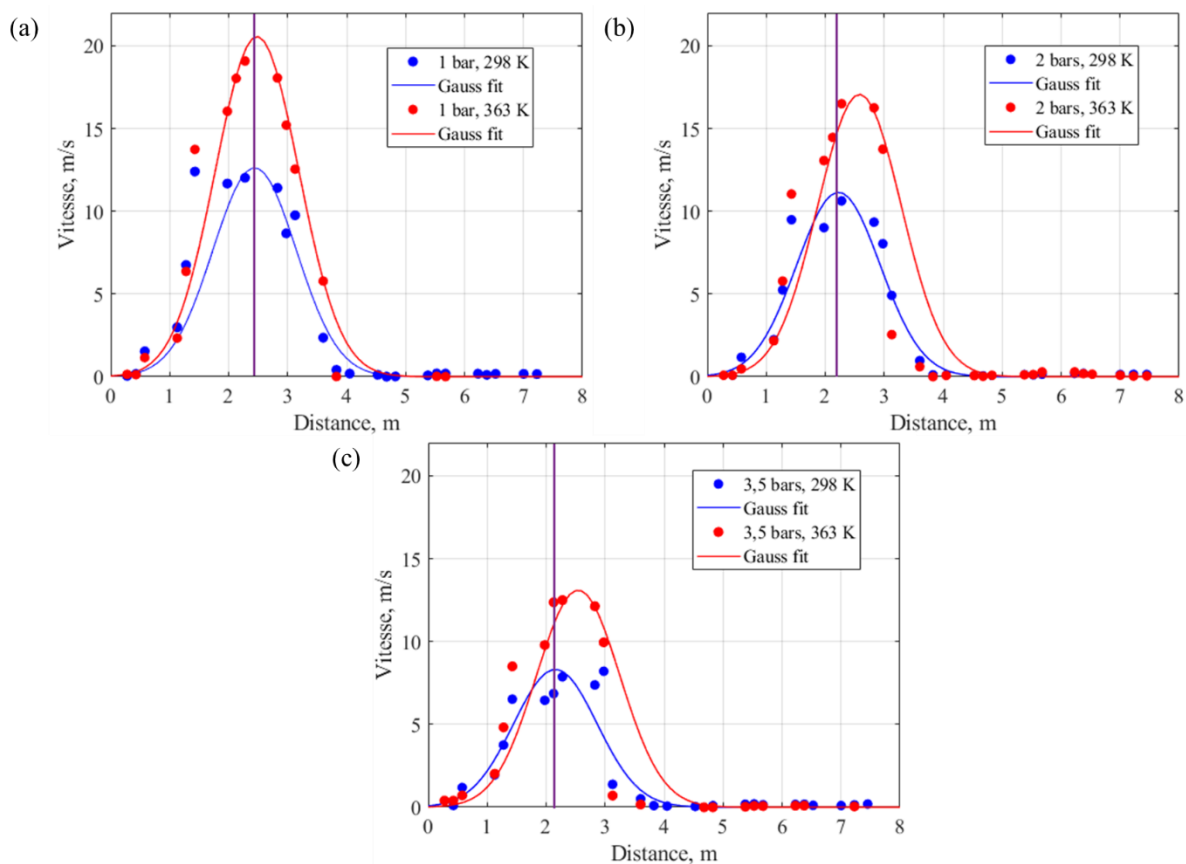 (a)
20
15
10
5
0
Vitesse, m/s
1 bar, 298 K
Gauss fit
1 bar, 363 K
Gauss fit
0 1 2 3 4 5 6 7 8
Distance, m
(b)
20
15
10
5
0
Vitesse, m/s
2 bars, 298 K
Gauss fit
2 bars, 363 K
Gauss fit
0 1 2 3 4 5 6 7 8
Distance, m
(c)
20
15
10
5
0
Vitesse, m/s
3,5 bars, 298 K
Gauss fit
3,5 bars, 363 K
Gauss fit
0 1 2 3 4 5 6 7 8
Distance, m